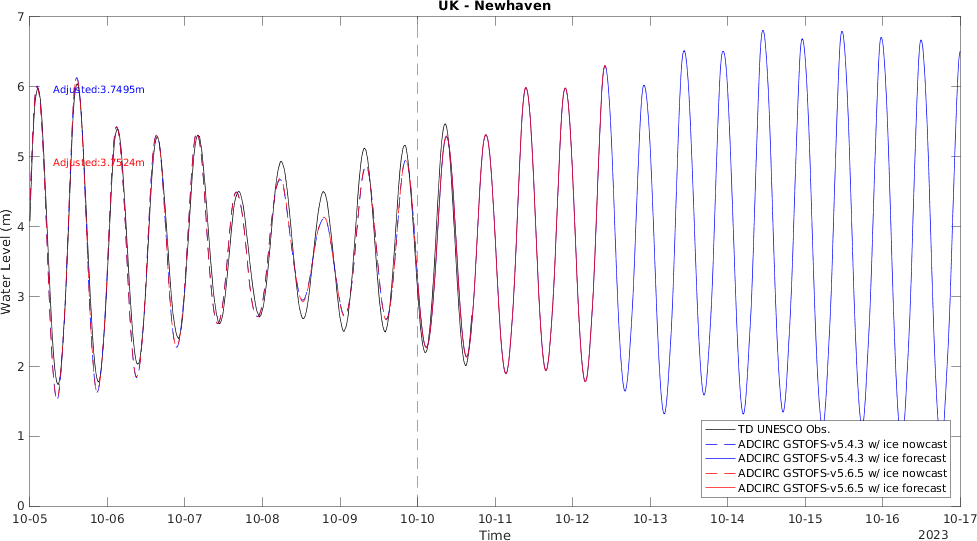 UK - Newhaven
7
6
5
4
3
2
1
0
Water Level (m)
Adjusted:3.7495m
Adjusted:3.7524m
TD UNESCO Obs.
ADCIRC GSTOFS-v5.4.3 w/ ice nowcast
ADCIRC GSTOFS-v5.4.3 w/ ice forecast
ADCIRC GSTOFS-v5.6.5 w/ ice nowcast
ADCIRC GSTOFS-v5.6.5 w/ ice forecast
10-05 10-06 10-07 10-08 10-09 10-10 10-11 10-12 10-13 10-14 10-15 10-16 10-17
Time
2023